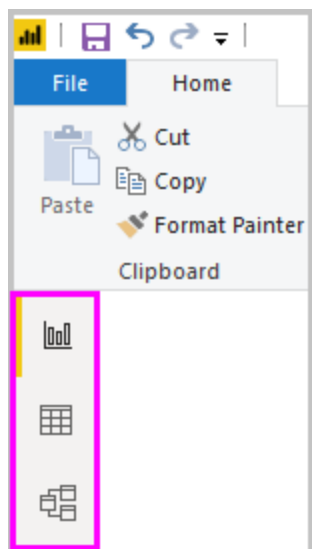 File Home
Cut
Copy
Paste
Format Painter
Clipboard